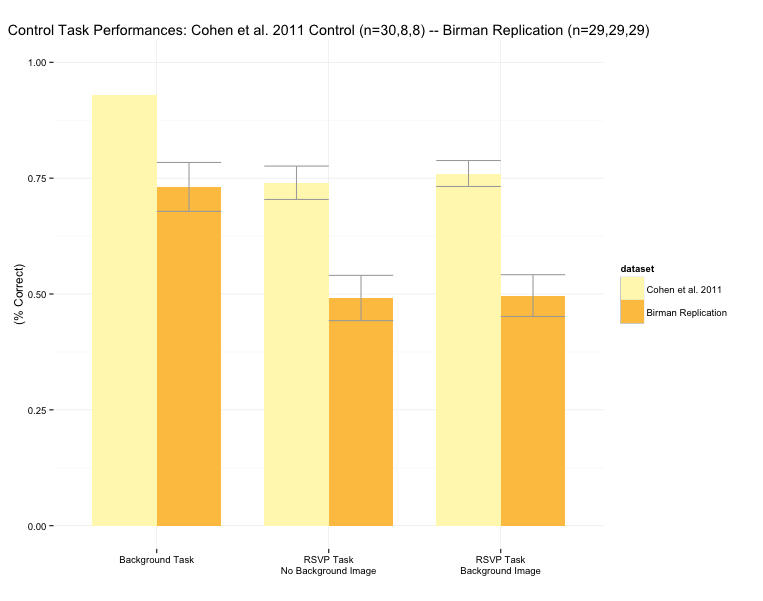 Control Task Performances: Cohen et al. 2011 Control (n=30,8,8) -- Birman Replication (n=29,29,29)
1.00
0.75
0.50
0.25
0.00
(% Correct)
Background Task
RSVP Task
No Background Image
RSVP Task
Background Image
dataset
Cohen et al. 2011
Birman Replication